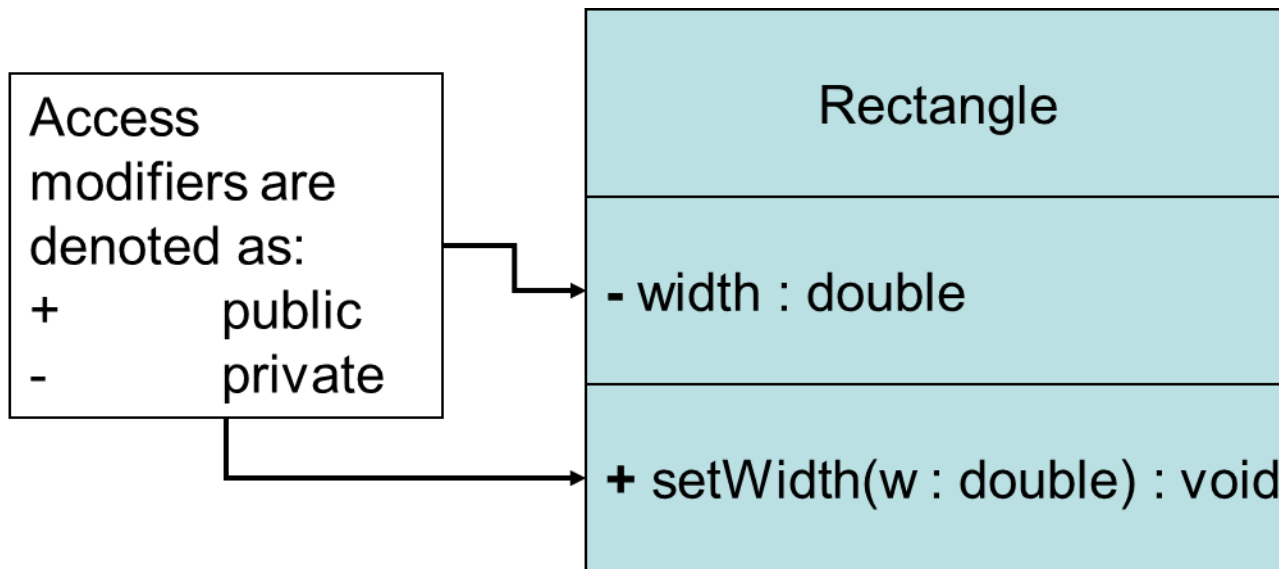 Access
modifiers are
denoted as:
+ public
- private
Rectangle
- width : double
+ setWidth(w : double) : void